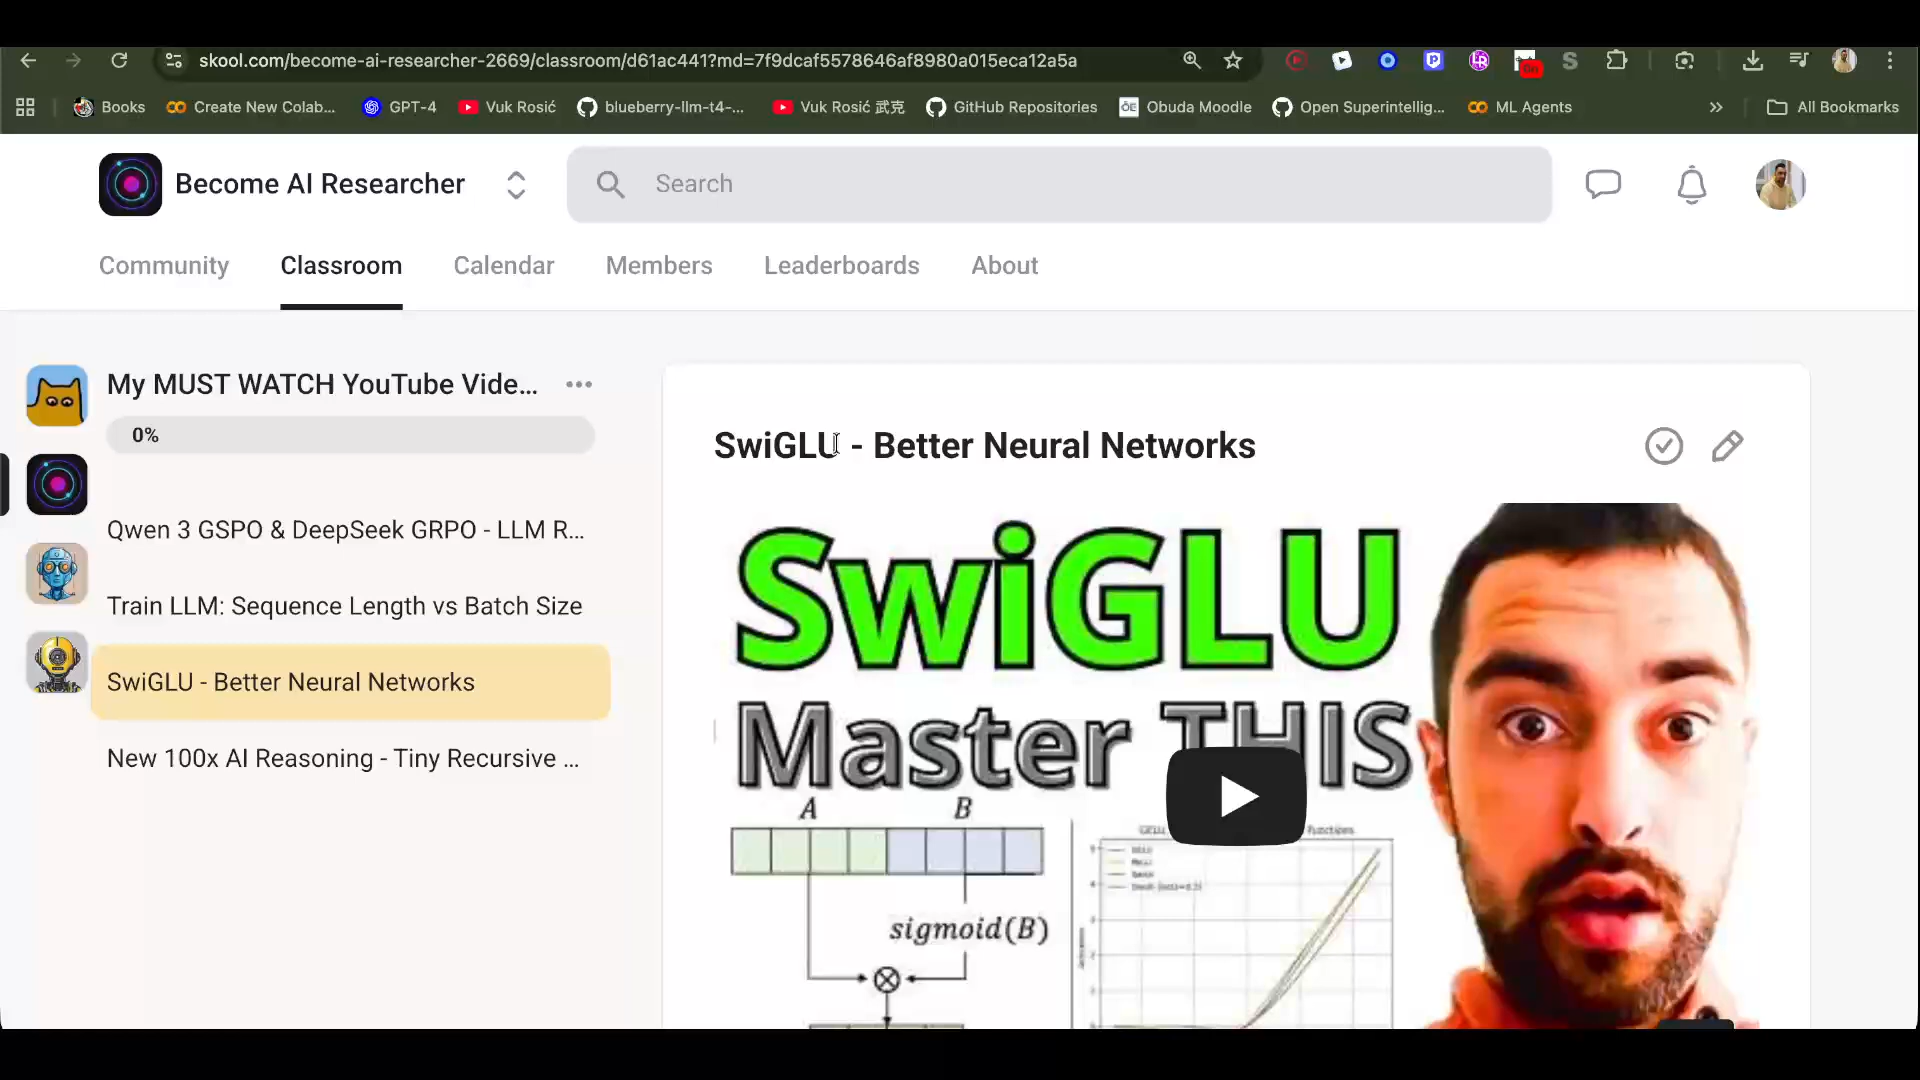 skool.com/become-ai-researcher-2669/classroom/d61ac441?md=7f9dcaf5578646af8980a015eca12a5a
On
Books
Create New Colab...
GPT-4
Vuk Rosić
blueberry-llm-t4-...
Vuk Rosić 武克
GitHub Repositories
Obuda Moodle
Open Superintellig...
ML Agents
All Bookmarks
Become AI Researcher
Search
Community
Classroom
Calendar
Members
Leaderboards
About
My MUST WATCH YouTube Vide...
0%
Qwen 3 GSPO & DeepSeek GRPO - LLM R...
Train LLM: Sequence Length vs Batch Size
SwiGLU - Better Neural Networks
New 100x AI Reasoning - Tiny Recursive ...
SwiGLU - Better Neural Networks
SwiGLU
Master THIS
A B
sigmoid(B)